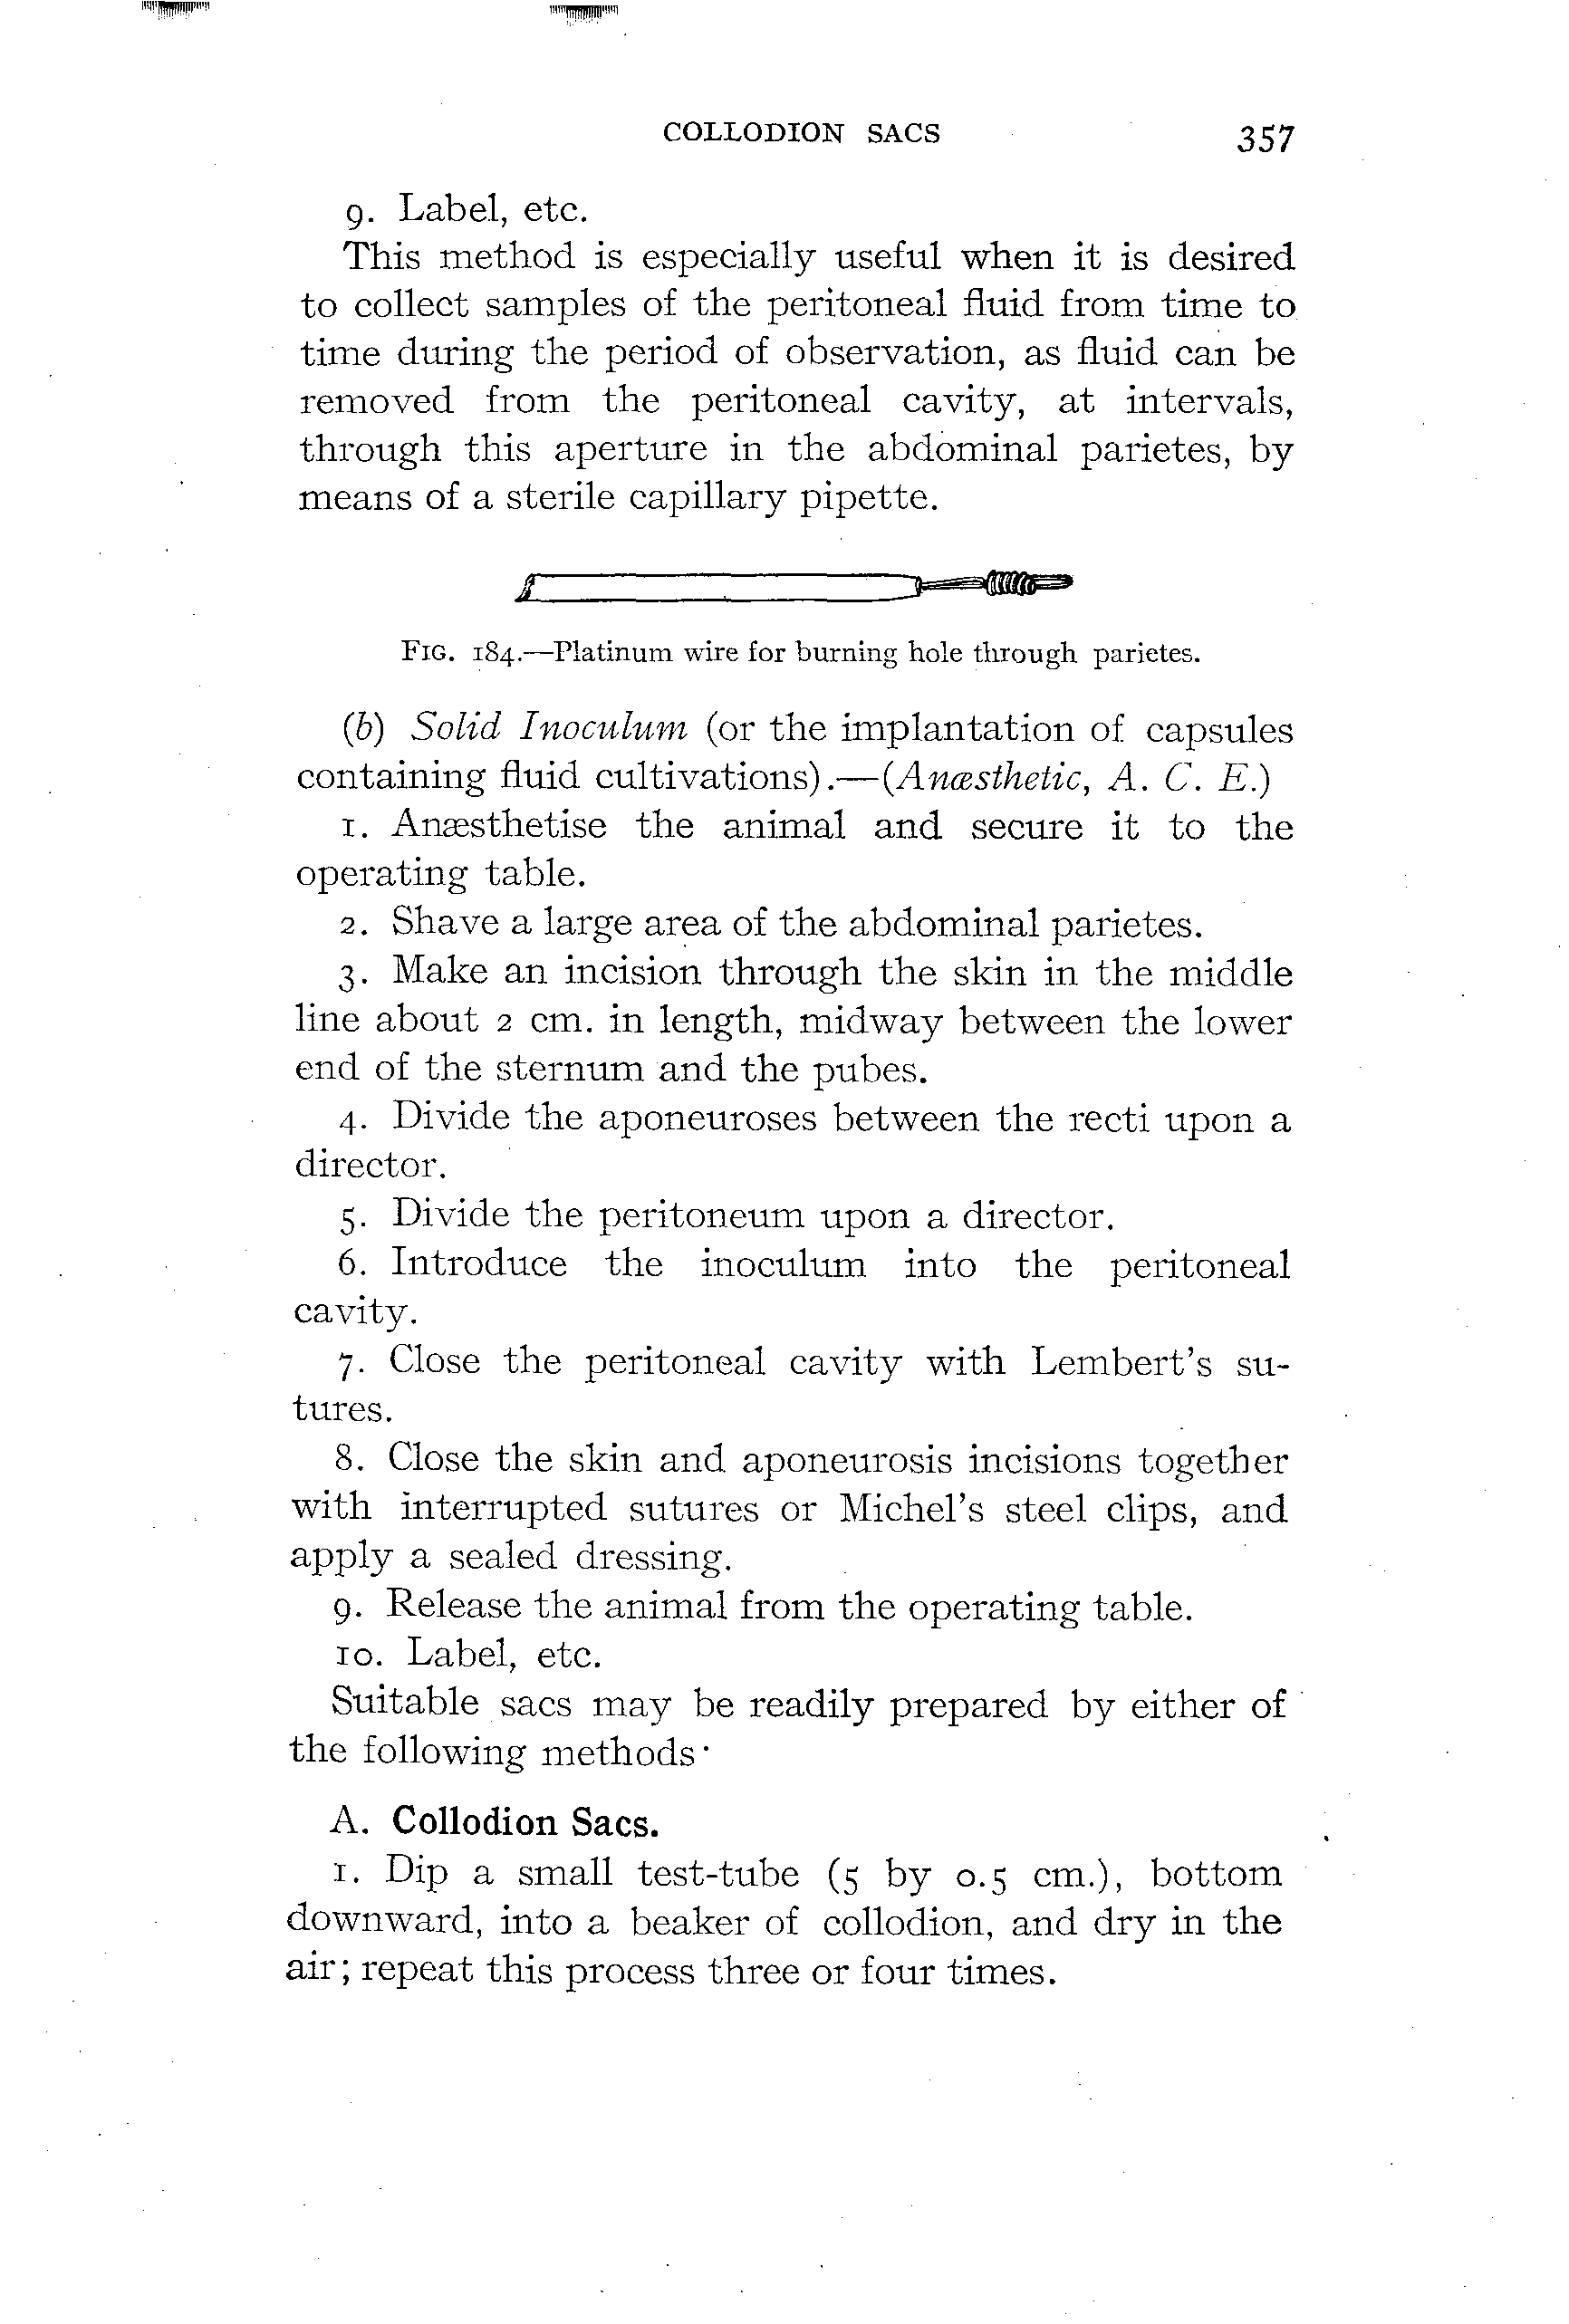 COLLODION SACS 357
9. Label, etc.
This method is especially useful when it is desired
to collect samples of the peritoneal fluid from time to
time during the period of observation, as fluid can be
removed from the peritoneal cavity, at intervals,
through this aperture in the abdominal parietes, by
means of a sterile capillary pipette.
FIG. 184.—Platinum wire for burning hole through parietes.
(b) Solid Inoculum (or the implantation of capsules
containing fluid cultivations).—(Anæsthetic, A. C. E.)
1. Anæsthetise the animal and secure it to the
operating table.
2. Shave a large area of the abdominal parietes.
3. Make an incision through the skin in the middle
line about 2 cm. in length, midway between the lower
end of the sternum and the pubes.
4. Divide the aponeuroses between the recti upon a
director.
5. Divide the peritoneum upon a director.
6. Introduce the inoculum into the peritoneal
cavity.
7. Close the peritoneal cavity with Lembert's su-
tures.
8. Close the skin and aponeurosis incisions together
with interrupted sutures or Michel's steel clips, and
apply a sealed dressing.
9. Release the animal from the operating table.
10. Label, etc.
Suitable sacs may be readily prepared by either of
the following methods·
A. Collodion Sacs.
1. Dip a small test-tube (5 by 0.5 cm.), bottom
downward, into a beaker of collodion, and dry in the
air; repeat this process three or four times.